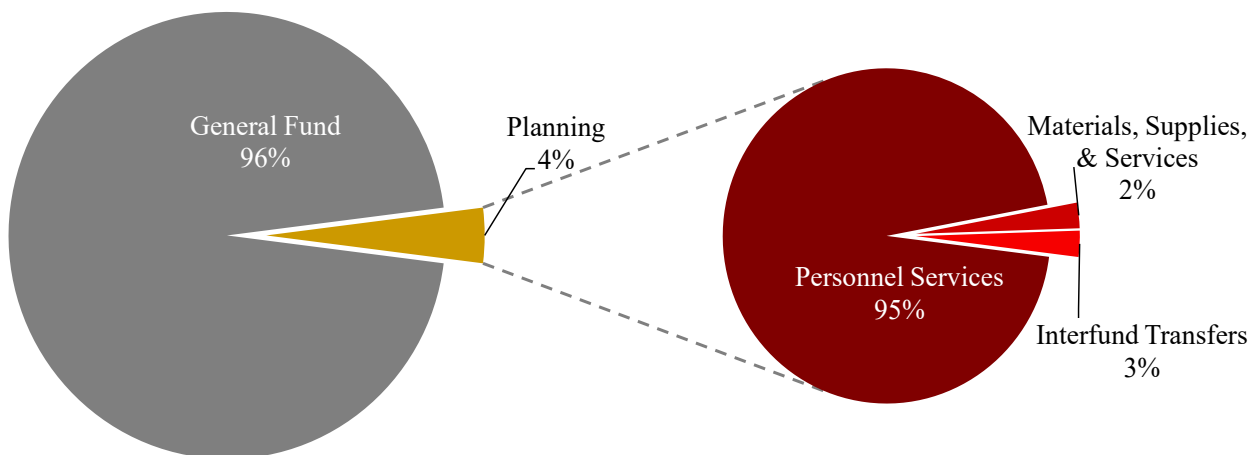 General Fund
96%
Planning
4%
Materials, Supplies,
& Services
2%
Personnel Services
95%
Interfund Transfers
3%